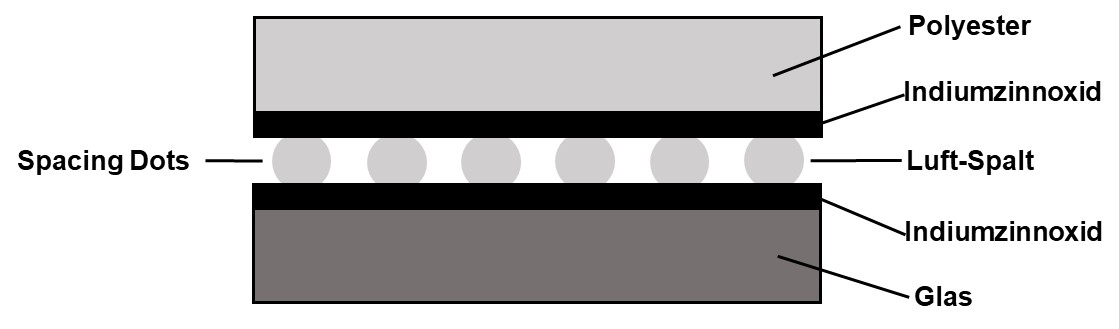 Polyester
Indiumzinnoxid
Spacing Dots
Luft-Spalt
Indiumzinnoxid
Glas